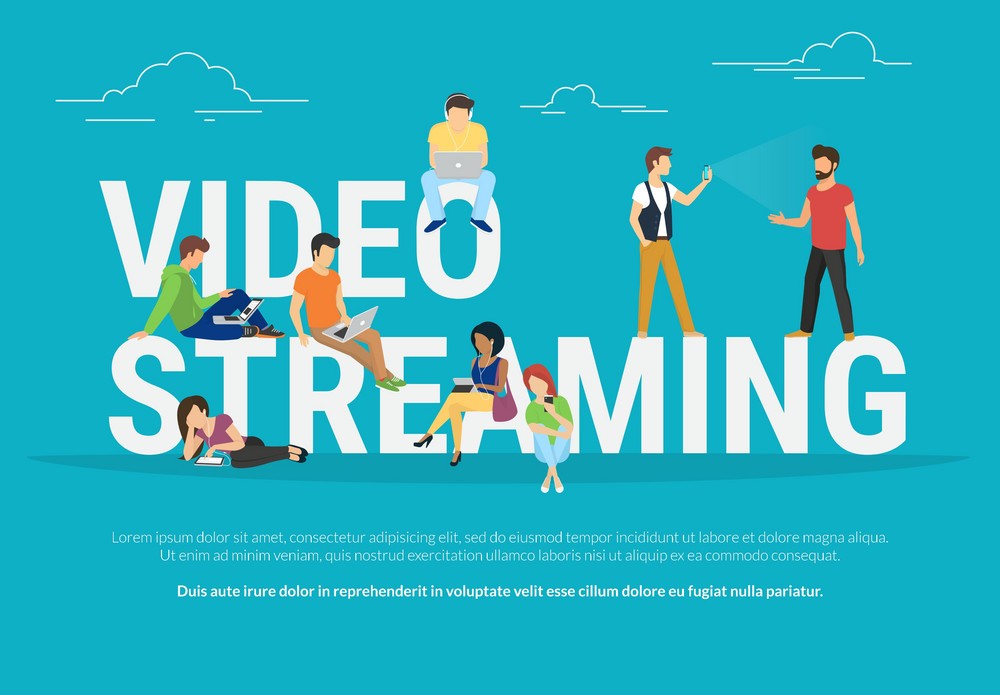 VIDEO
STREAMING
Lorem ipsum dolor sit amet, consectetur adipisicing elit, sed do eiusmod tempor incididunt ut labore et dolore magna aliqua.
Ut enim ad minim veniam, quis nostrud exercitation ullamco laboris nisi ut aliquip ex ea commodo consequat.
Duis aute irure dolor in reprehenderit in voluptate velit esse cillum dolore eu fugiat nulla pariatur.